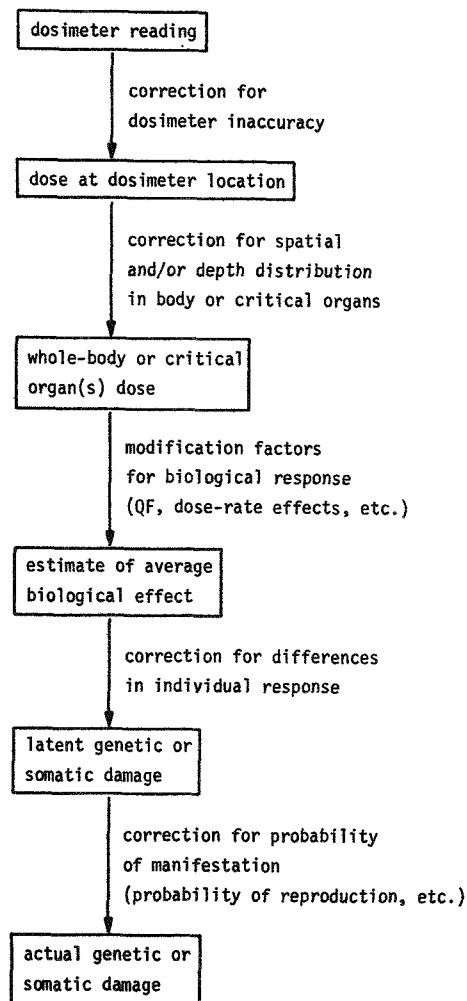 dosimeter reading
correction for
dosimeter inaccuracy
dose at dosimeter location
correction for spatial
and/or depth distribution
in body or critical organs
whole-body or critical
organ(s) dose
modification factors
for biological response
(QF, dose-rate effects, etc.)
estimate of average
biological effect
correction for differences
in individual response
latent genetic or
somatic damage
correction for probability
of manifestation
(probability of reproduction, etc.)
actual genetic or
somatic damage